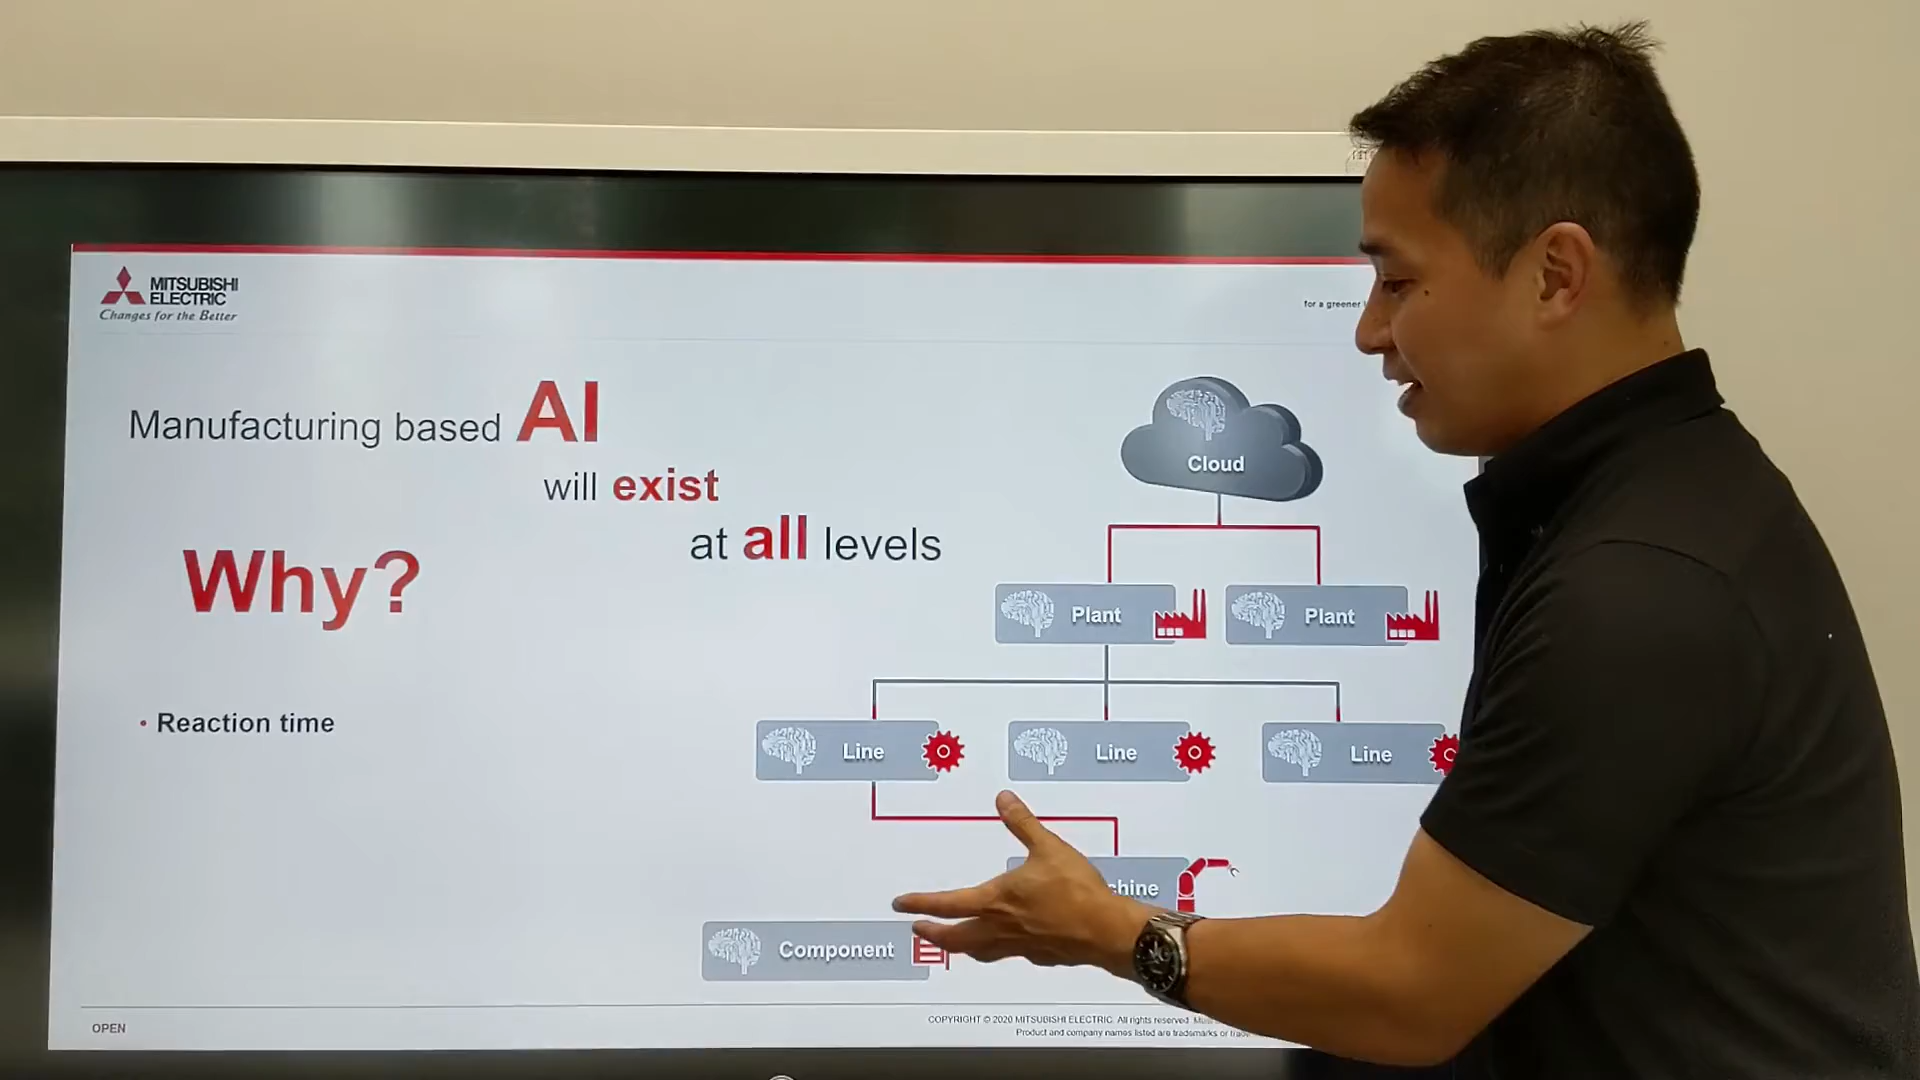 MITSUBISHI
ELECTRIC
Changes for the Better
for a greener
Manufacturing based AI
will exist
at all levels
Why?
• Reaction time
Cloud
Plant
Plant
Line
Line
Line
chine
Component
OPEN
COPYRIGHT © 2020 MITSUBISHI ELECTRIC. All rights reserved.
Product and company names listed are trademarks or